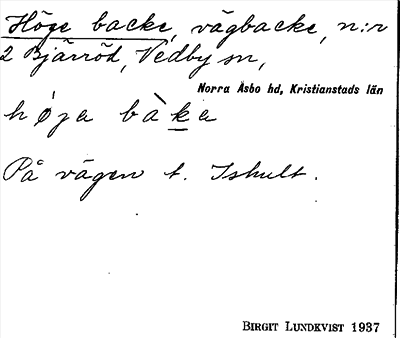 Höge backe, vägbacke, n:r
2 Bjärröd, Vedby sn,
Norra Åsbo hd, Kristianstads län
høja bàka
På vägen t. Ishult.
BIRGIT LUNDKVIST 1937